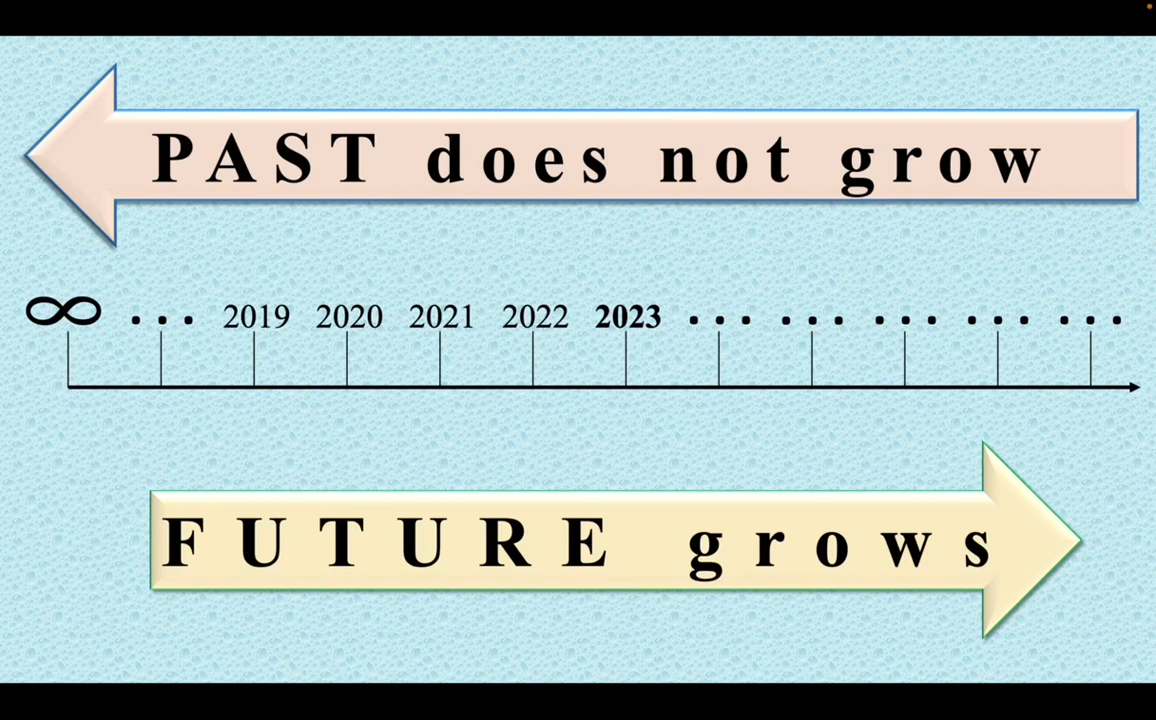 PAST does not grow
∞ ... 2019 2020 2021 2022 2023 ... ... ... ... ...
FUTURE grows